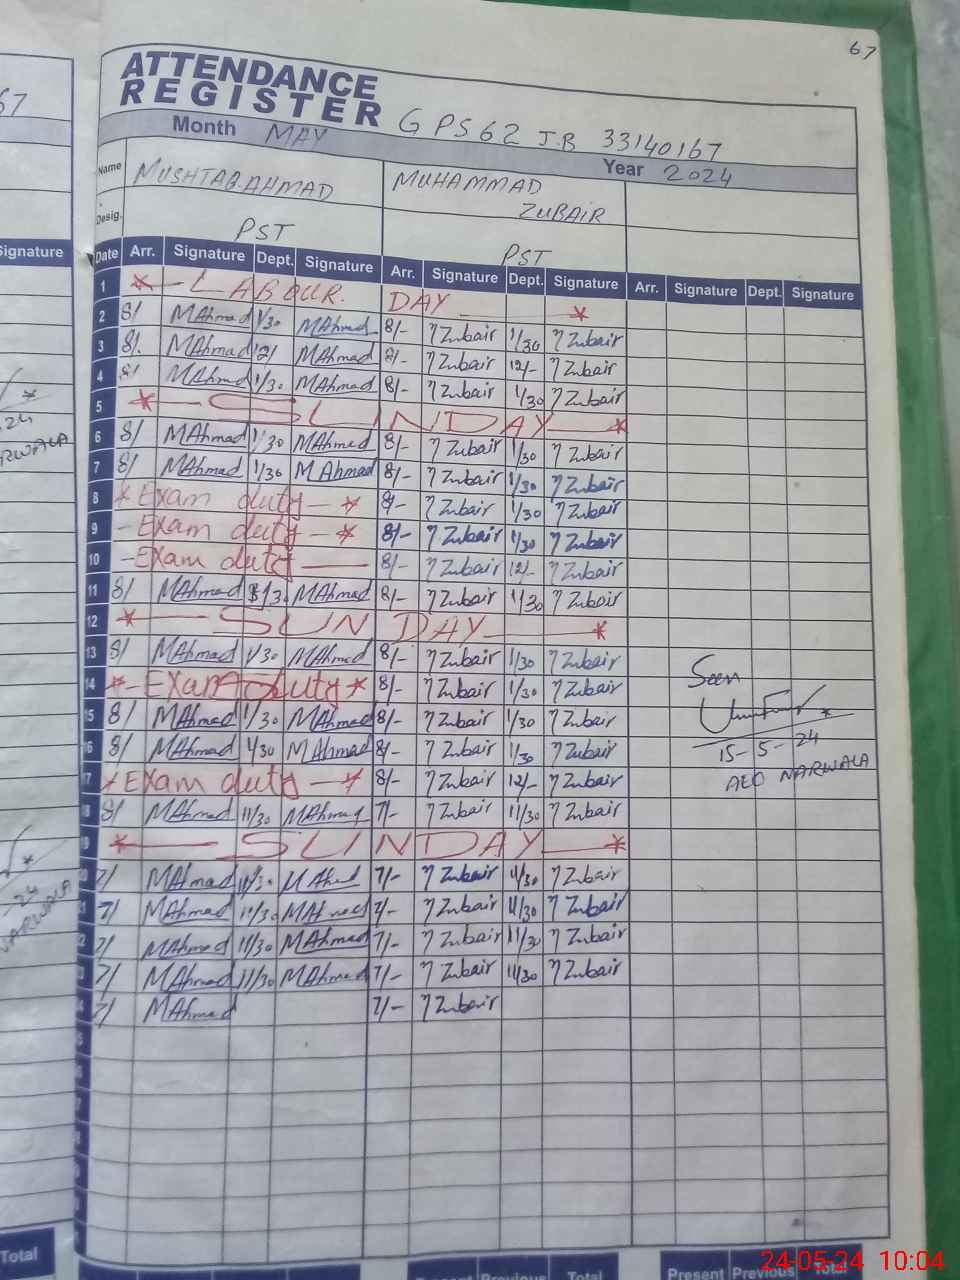 67
ATTENDANCE
REGISTER
GPS 62 J.B 33140167
Month MAY Year 2024
Name MUSHTAB.AHMAD MUHAMMAD
ZUBAIR
Desig. PST PST
Date Arr. Signature Dept. Signature Arr. Signature Dept. Signature Arr. Signature Dept. Signature
1 * LABOUR. DAY *
2 8/ MAhmad 1/30 MAhmad 8/- Zubair 1/30 Zubair
3 8/. MAhmad 12/ MAhmad 8/- Zubair 12/- Zubair
4 8/ MAhmad 1/30 MAhmad 8/- Zubair 1/30 Zubair
5 * SUNDAY *
6 8/ MAhmad 1/30 MAhmad 8/- Zubair 1/30 Zubair
7 8/ MAhmad 1/30 MAhmad 8/- Zubair 1/30 Zubair
8 * Exam duty - * 8/- Zubair 1/30 Zubair
9 - Exam duty - * 8/- Zubair 1/30 Zubair
10 - Exam duty - 8/- Zubair 12/- Zubair
11 8/ MAhmad 1/30 MAhmad 8/- Zubair 1/30 Zubair
12 * SUNDAY *
13 8/ MAhmad 1/30 MAhmad 8/- Zubair 1/30 Zubair
14 * - Exam duty * 8/- Zubair 1/30 Zubair
15 8/ MAhmad 1/30 MAhmad 8/- Zubair 1/30 Zubair
16 8/ MAhmad 1/30 MAhmad 8/- Zubair 1/30 Zubair
17 * Exam duty - * 8/- Zubair 12/- Zubair
18 8/ MAhmad 11/30 MAhmad 7/- Zubair 11/30 Zubair
19 * SUNDAY *
7/ MAhmad 11/30 MAhmad 7/- Zubair 11/30 Zubair
7/ MAhmad 11/30 MAhmad 7/- Zubair 11/30 Zubair
7/ MAhmad 11/30 MAhmad 7/- Zubair 11/30 Zubair
7/ MAhmad 11/30 MAhmad 7/- Zubair 11/30 Zubair
7/ MAhmad 7/- Zubair
Seen
15-5-24
AEO NARWALA
Signature
Total
Present Previous Total
Present Previous Total
24-05-24 10:04